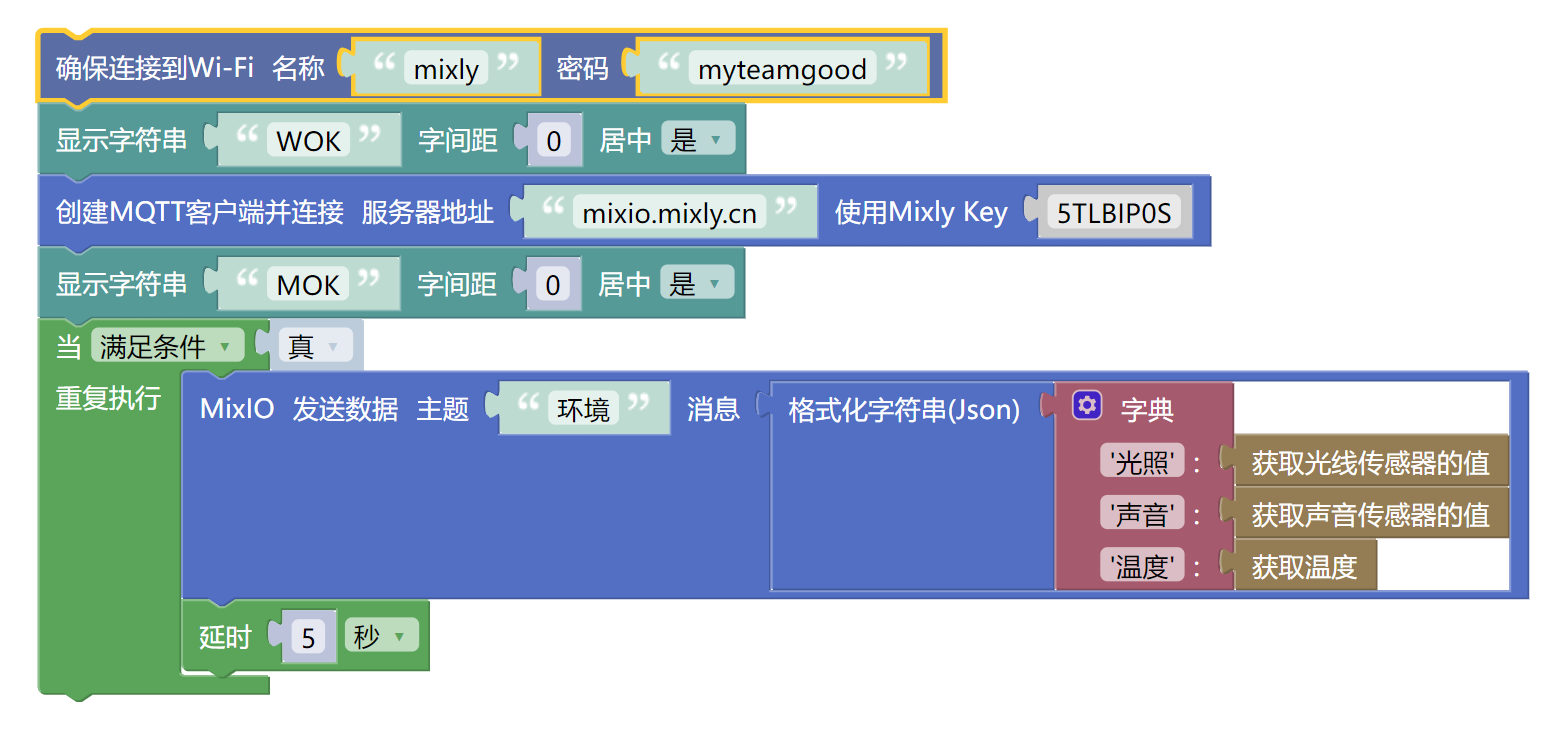 确保连接到Wi-Fi 名称 “ mixly ” 密码 “ myteamgood ”
显示字符串 “ WOK ” 字间距 0 居中 是
创建MQTT客户端并连接 服务器地址 “ mixio.mixly.cn ” 使用Mixly Key 5TLBIP0S
显示字符串 “ MOK ” 字间距 0 居中 是
当 满足条件 真
重复执行 MixIO 发送数据 主题 “ 环境 ” 消息 格式化字符串(Json) 字典
'光照' : 获取光线传感器的值
'声音' : 获取声音传感器的值
'温度' : 获取温度
延时 5 秒